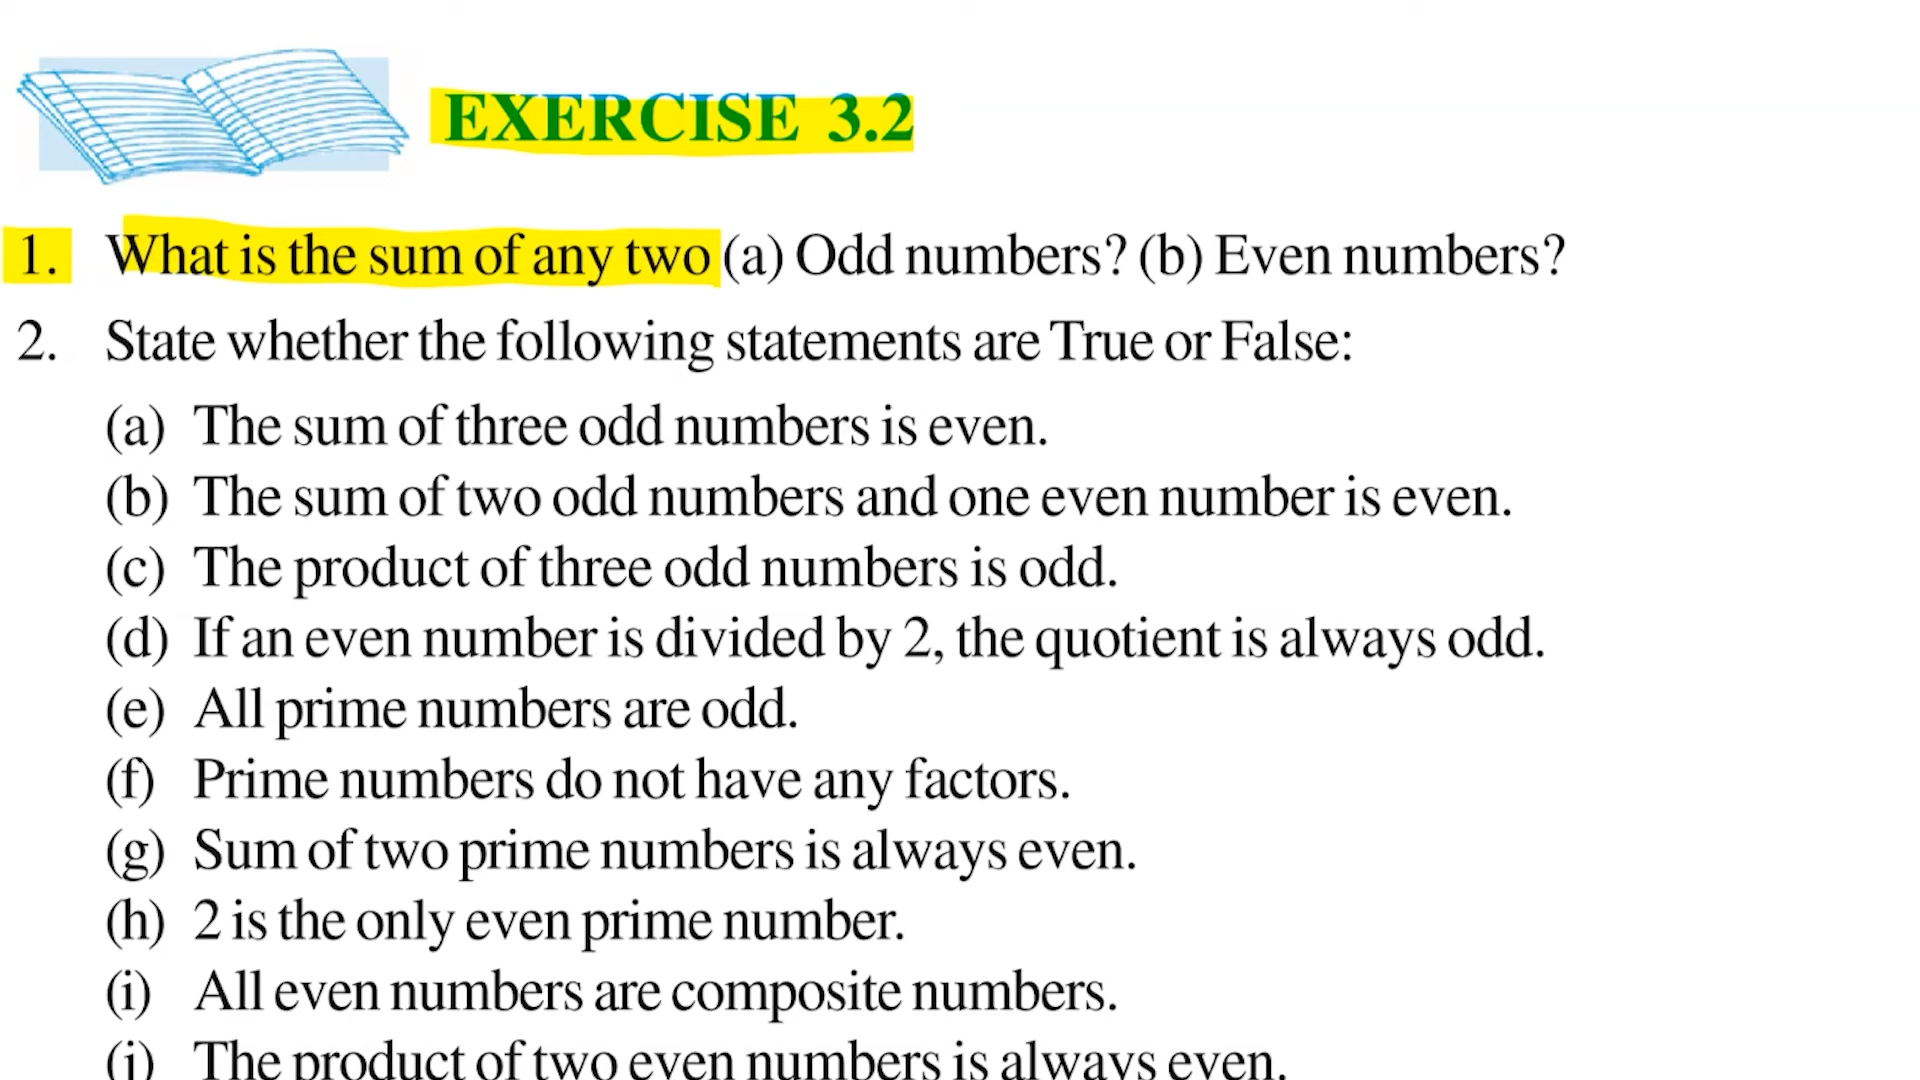 EXERCISE 3.2
1. What is the sum of any two (a) Odd numbers? (b) Even numbers?
2. State whether the following statements are True or False:
(a) The sum of three odd numbers is even.
(b) The sum of two odd numbers and one even number is even.
(c) The product of three odd numbers is odd.
(d) If an even number is divided by 2, the quotient is always odd.
(e) All prime numbers are odd.
(f) Prime numbers do not have any factors.
(g) Sum of two prime numbers is always even.
(h) 2 is the only even prime number.
(i) All even numbers are composite numbers.
(j) The product of two even numbers is always even.